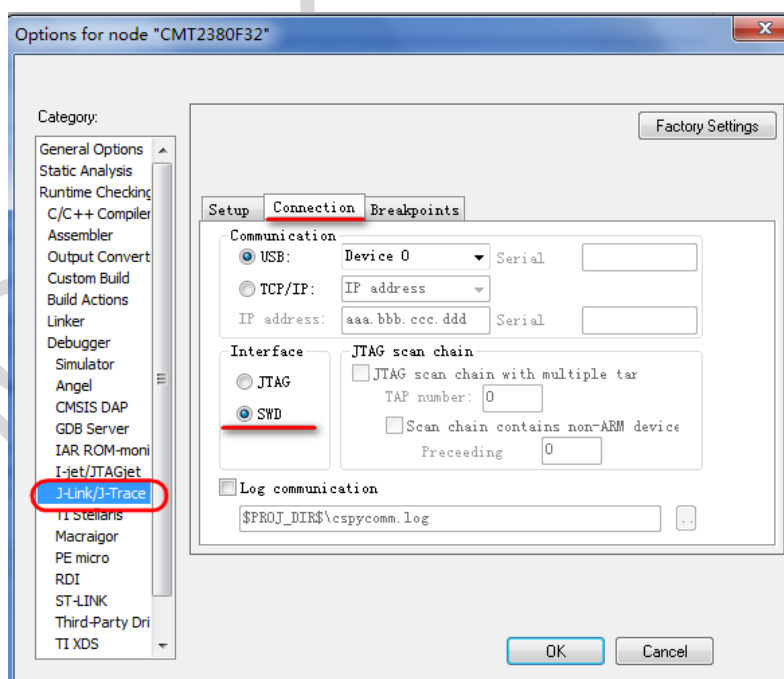 Options for node "CMT2380F32"
Category:
Factory Settings
General Options
Static Analysis
Runtime Checking
C/C++ Compiler
Assembler
Output Convert
Custom Build
Build Actions
Linker
Debugger
Simulator
Angel
CMSIS DAP
GDB Server
IAR ROM-moni
I-jet/JTAGjet
J-Link/J-Trace
TI Stellaris
Macraigor
PE micro
RDI
ST-LINK
Third-Party Dri
TI XDS
Setup Connection Breakpoints
Communication
USB: Device 0 Serial
TCP/IP: IP address
IP address: aaa.bbb.ccc.ddd Serial
Interface
JTAG
SWD
JTAG scan chain
JTAG scan chain with multiple tar
TAP number: 0
Scan chain contains non-ARM device
Preceeding 0
Log communication
$PROJ_DIR$\cspycomm.log
..
OK Cancel